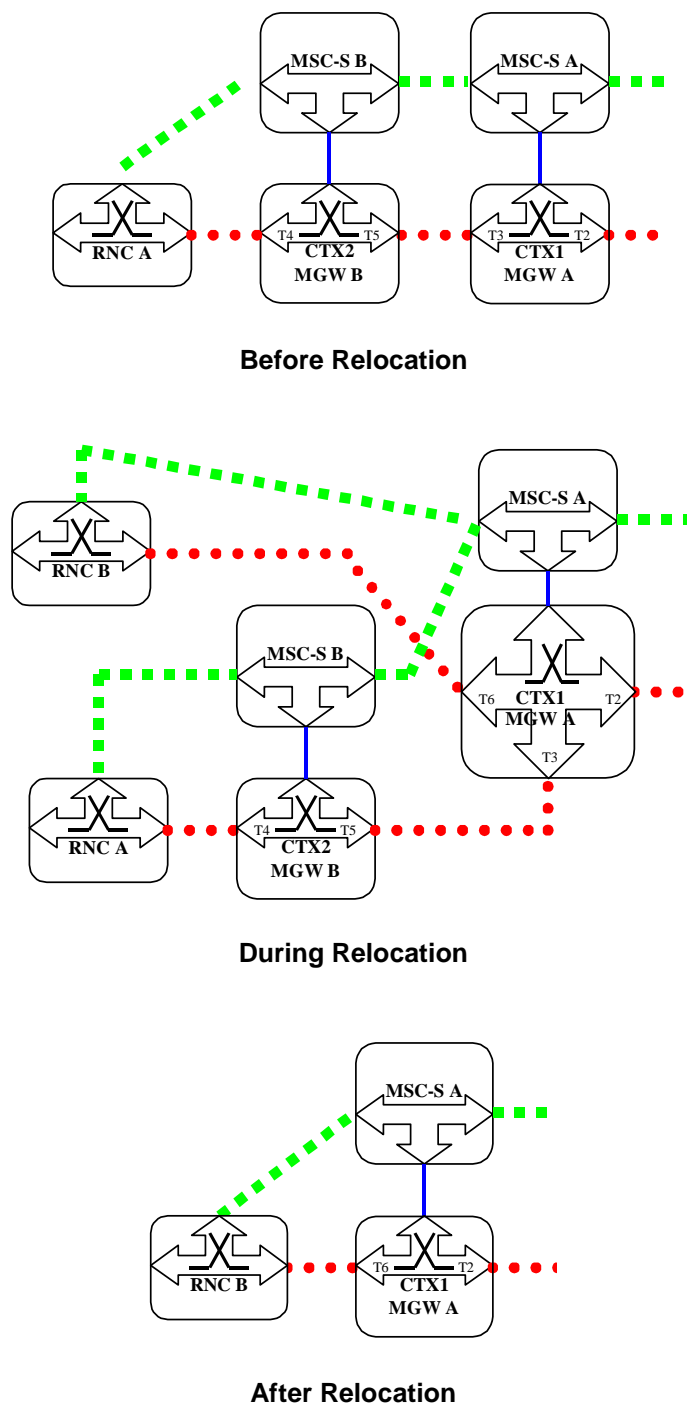 MSC-S B
MSC-S A
RNC A
T4
T5
CTX2
MGW B
T3
T2
CTX1
MGW A
Before Relocation
MSC-S A
RNC B
MSC-S B
T6
CTX1
T2
MGW A
T3
RNC A
T4
T5
CTX2
MGW B
During Relocation
MSC-S A
RNC B
T6
CTX1
T2
MGW A
After Relocation